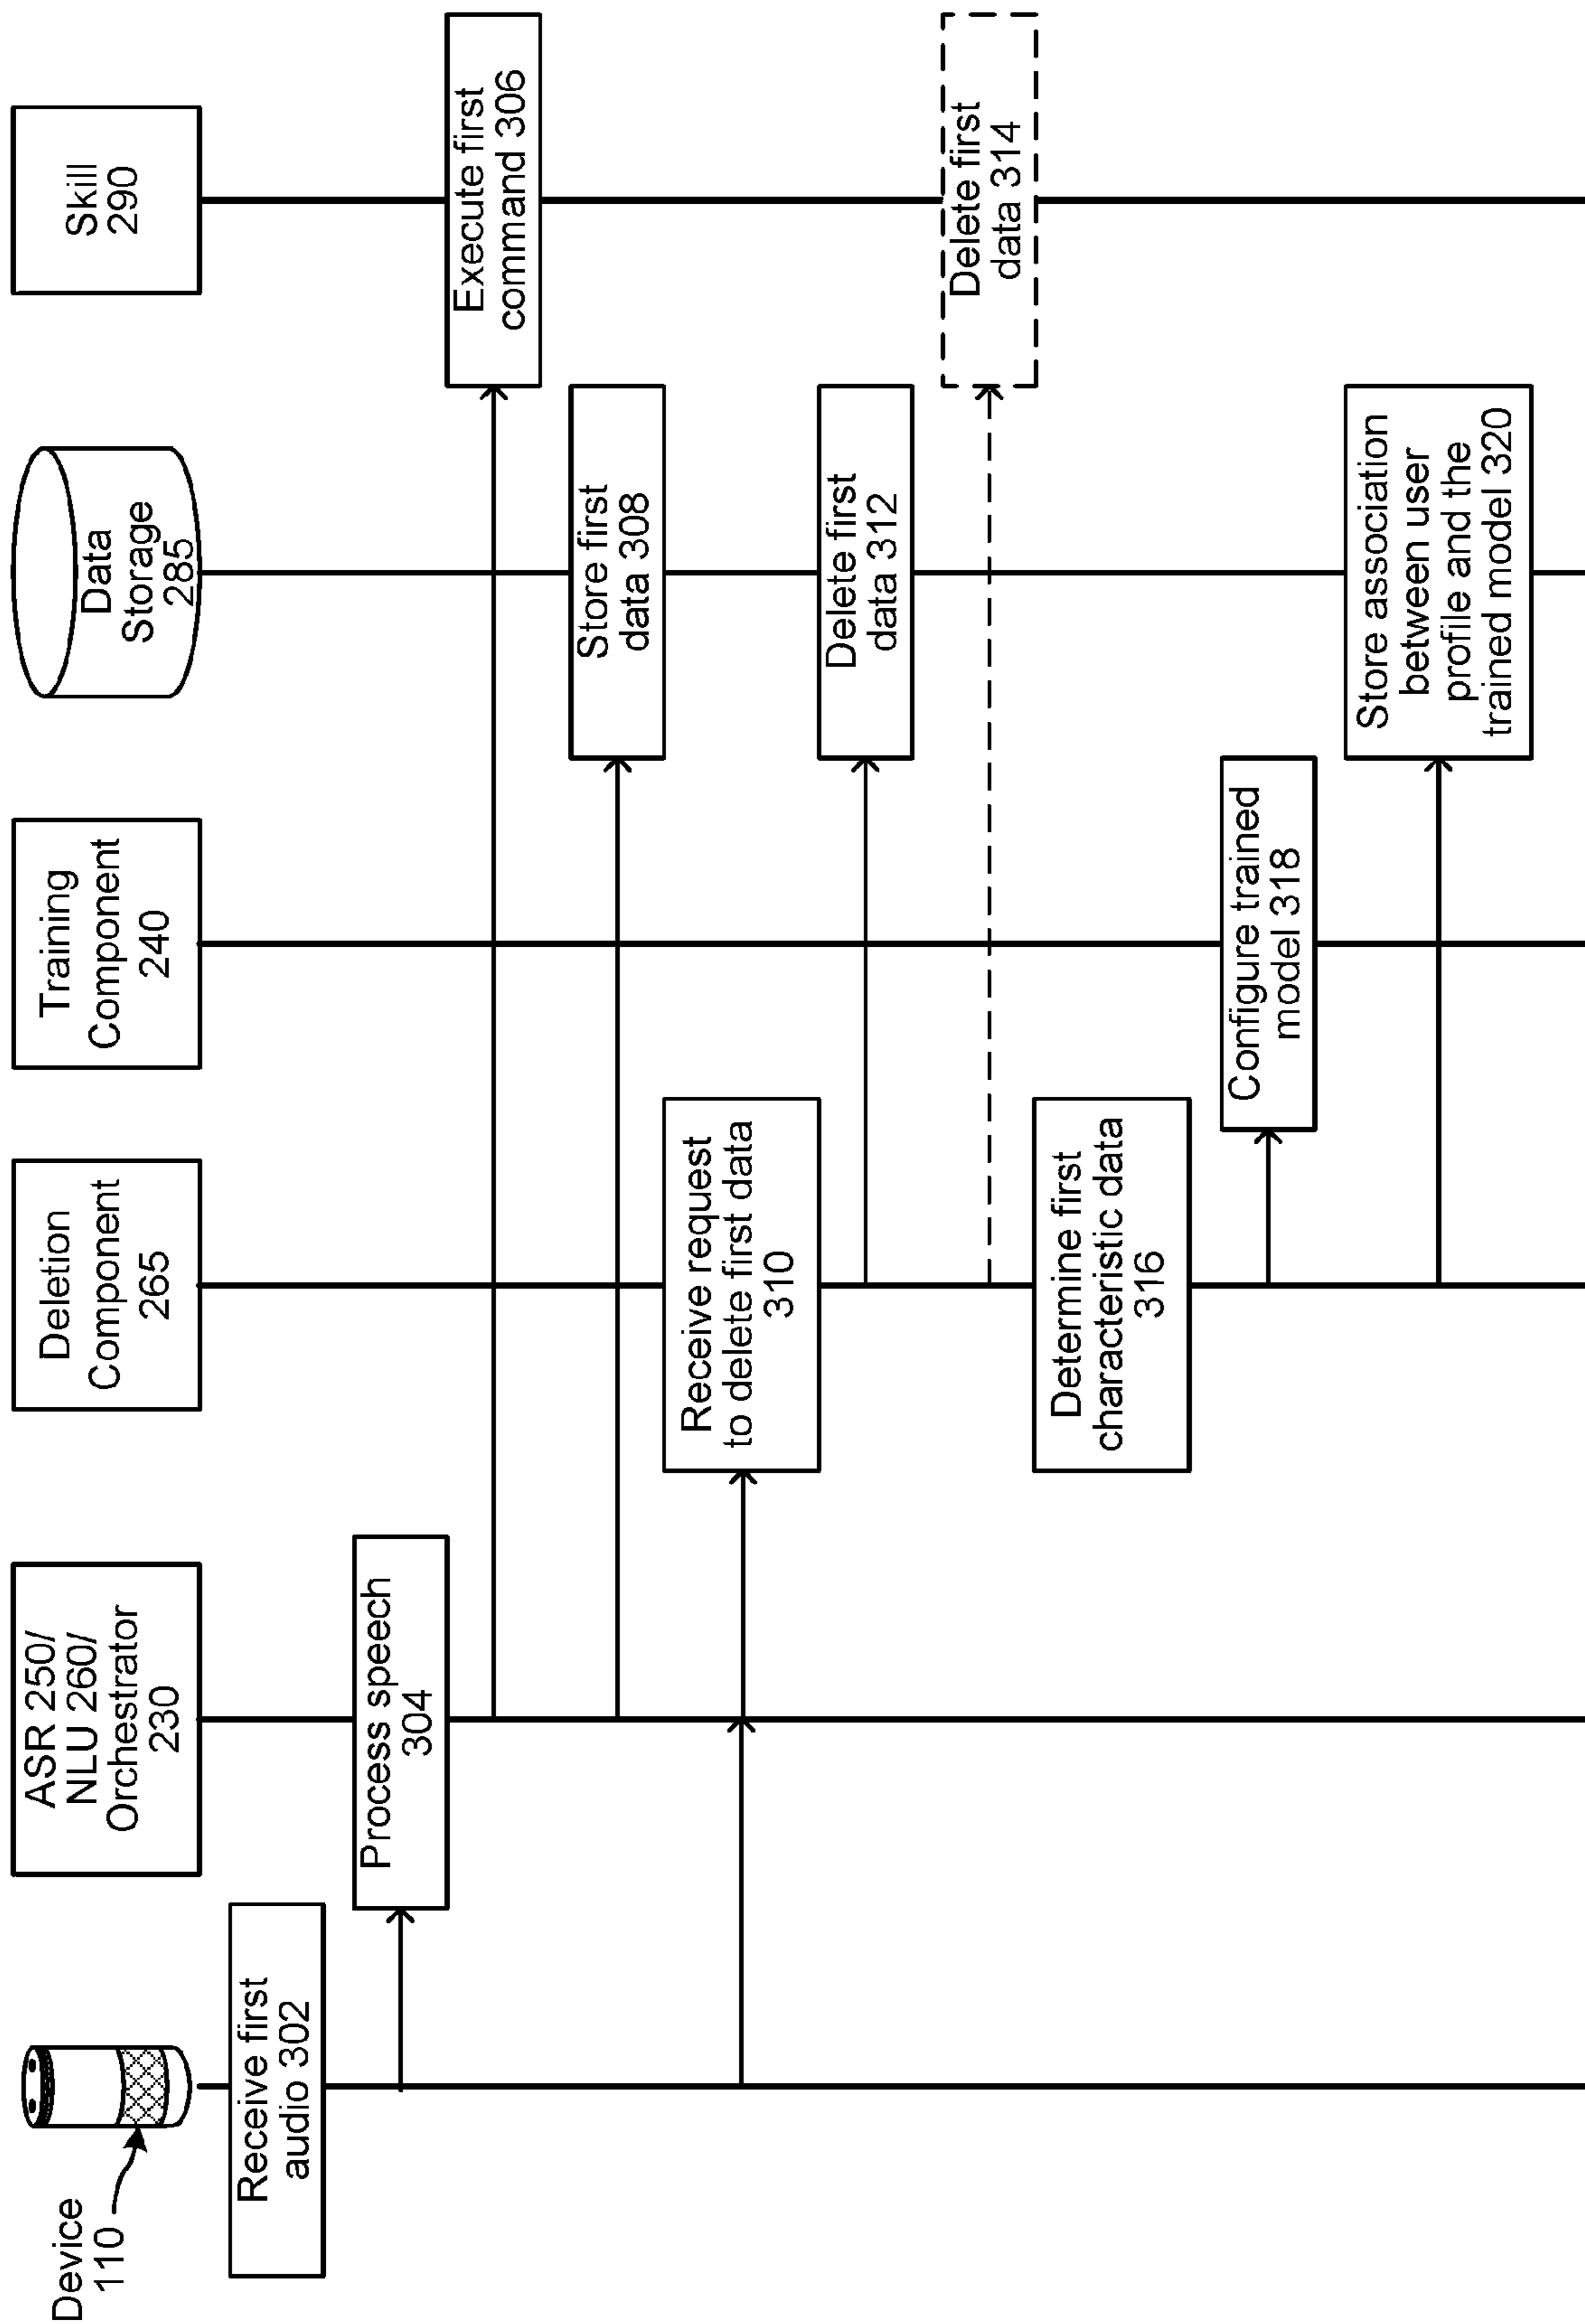 Device
110
ASR 250/
NLU 260/
Orchestrator
230
Deletion
Component
265
Training
Component
240
Data
Storage
285
Skill
290
Receive first
audio 302
Process speech
304
Execute first
command 306
Store first
data 308
Receive request
to delete first data
310
Delete first
data 312
Delete first
data 314
Determine first
characteristic data
316
Configure trained
model 318
Store association
between user
profile and the
trained model 320